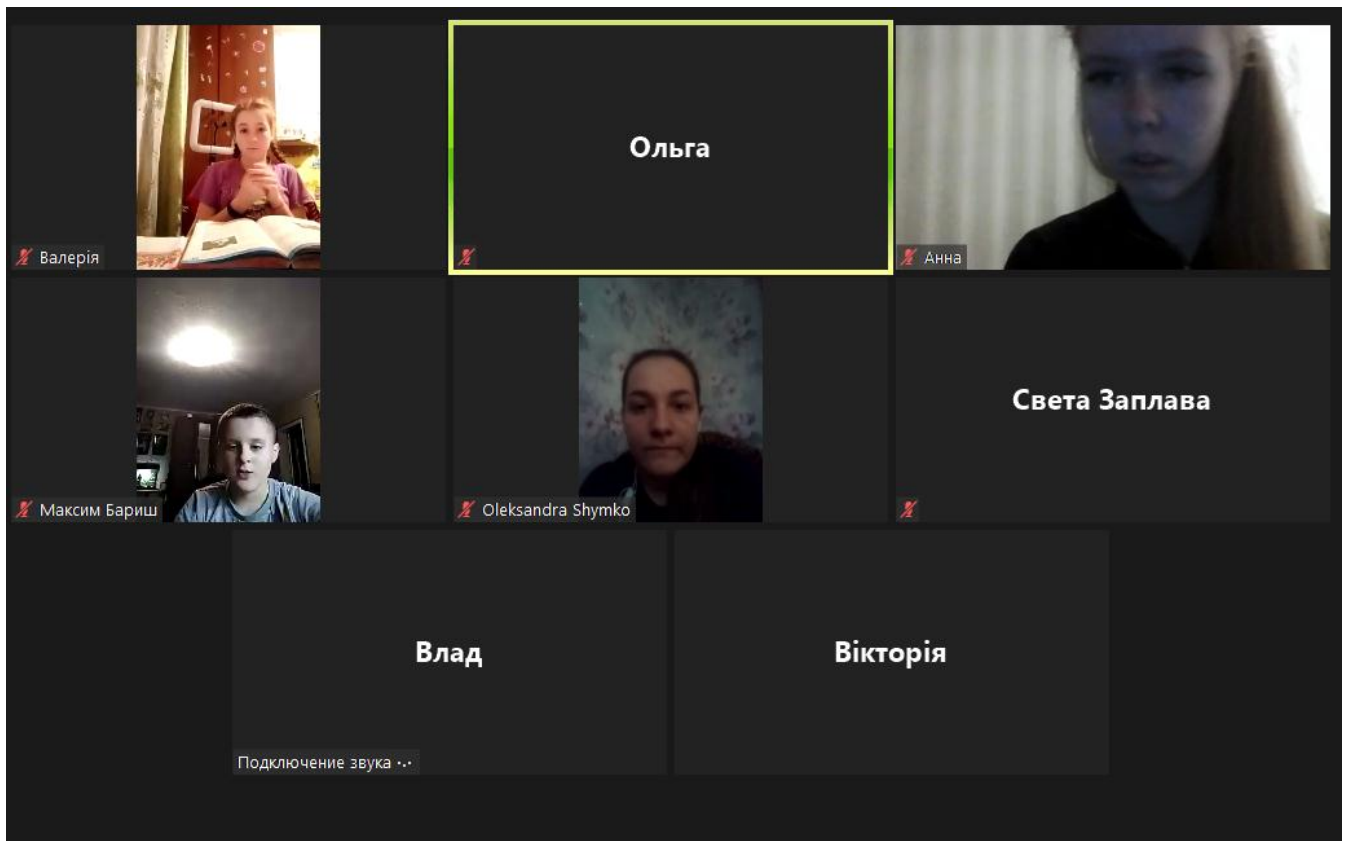 Ольга
Валерія
Анна
Света Заплава
Максим Бариш
Oleksandra Shymko
Влад
Вікторія
Подключение звука